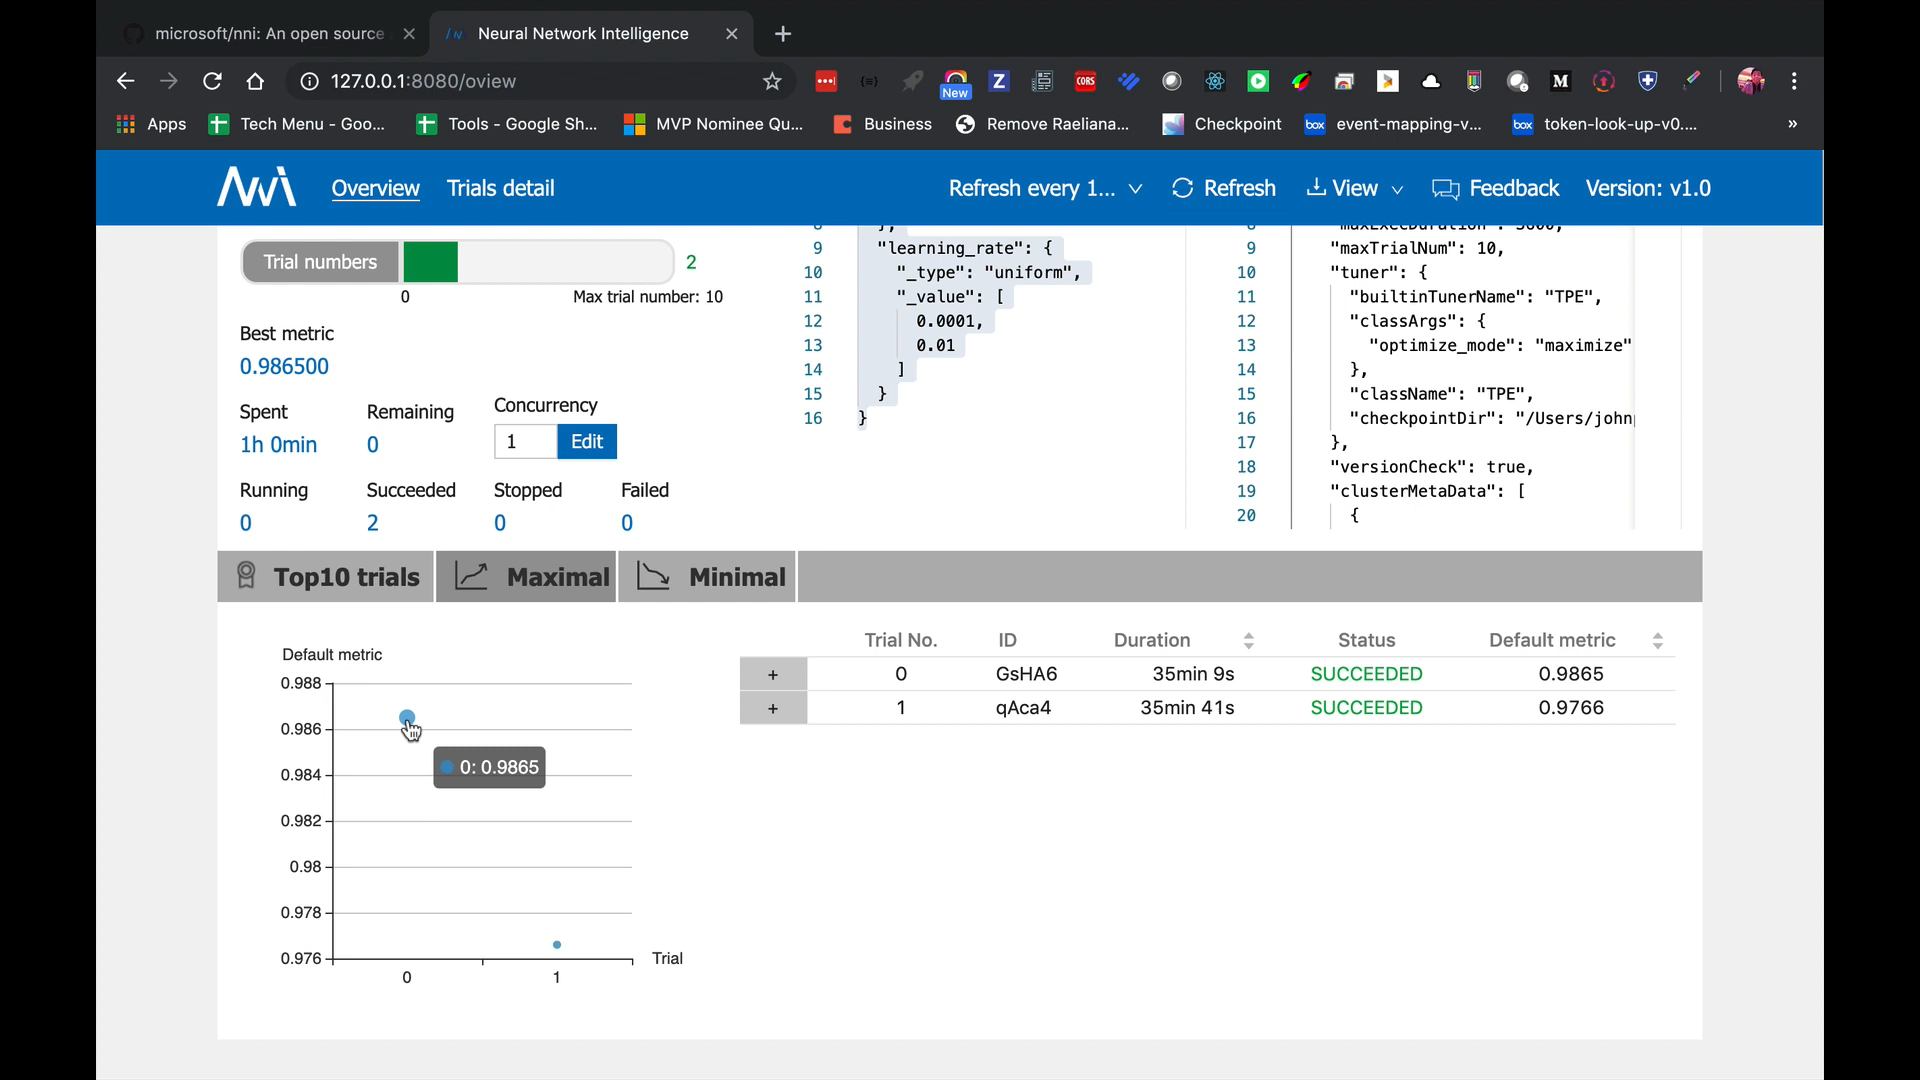 microsoft/nni: An open source
Neural Network Intelligence
127.0.0.1:8080/oview
New
CORS
Z
M
Apps
Tech Menu - Goo...
Tools - Google Sh...
MVP Nominee Qu...
Business
Remove Raeliana...
Checkpoint
box
event-mapping-v...
box
token-look-up-v0....
»
Overview
Trials detail
Refresh every 1...
Refresh
View
Feedback
Version: v1.0
Trial numbers
2
0
Max trial number: 10
Best metric
0.986500
Spent
Remaining
Concurrency
1h 0min
0
1
Edit
Running
Succeeded
Stopped
Failed
0
2
0
0
8 },
9 "learning_rate": {
10 "_type": "uniform",
11 "_value": [
12 0.0001,
13 0.01
14 ]
15 }
16 }
8 "maxExecDuration": 3600,
9 "maxTrialNum": 10,
10 "tuner": {
11 "builtinTunerName": "TPE",
12 "classArgs": {
13 "optimize_mode": "maximize"
14 },
15 "className": "TPE",
16 "checkpointDir": "/Users/john
17 },
18 "versionCheck": true,
19 "clusterMetaData": [
20 {
Top10 trials
Maximal
Minimal
Default metric
0.988
0.986
0.984
0.982
0.98
0.978
0.976
0: 0.9865
0
1
Trial
Trial No. ID Duration Status Default metric
+ 0 GsHA6 35min 9s SUCCEEDED 0.9865
+ 1 qAca4 35min 41s SUCCEEDED 0.9766